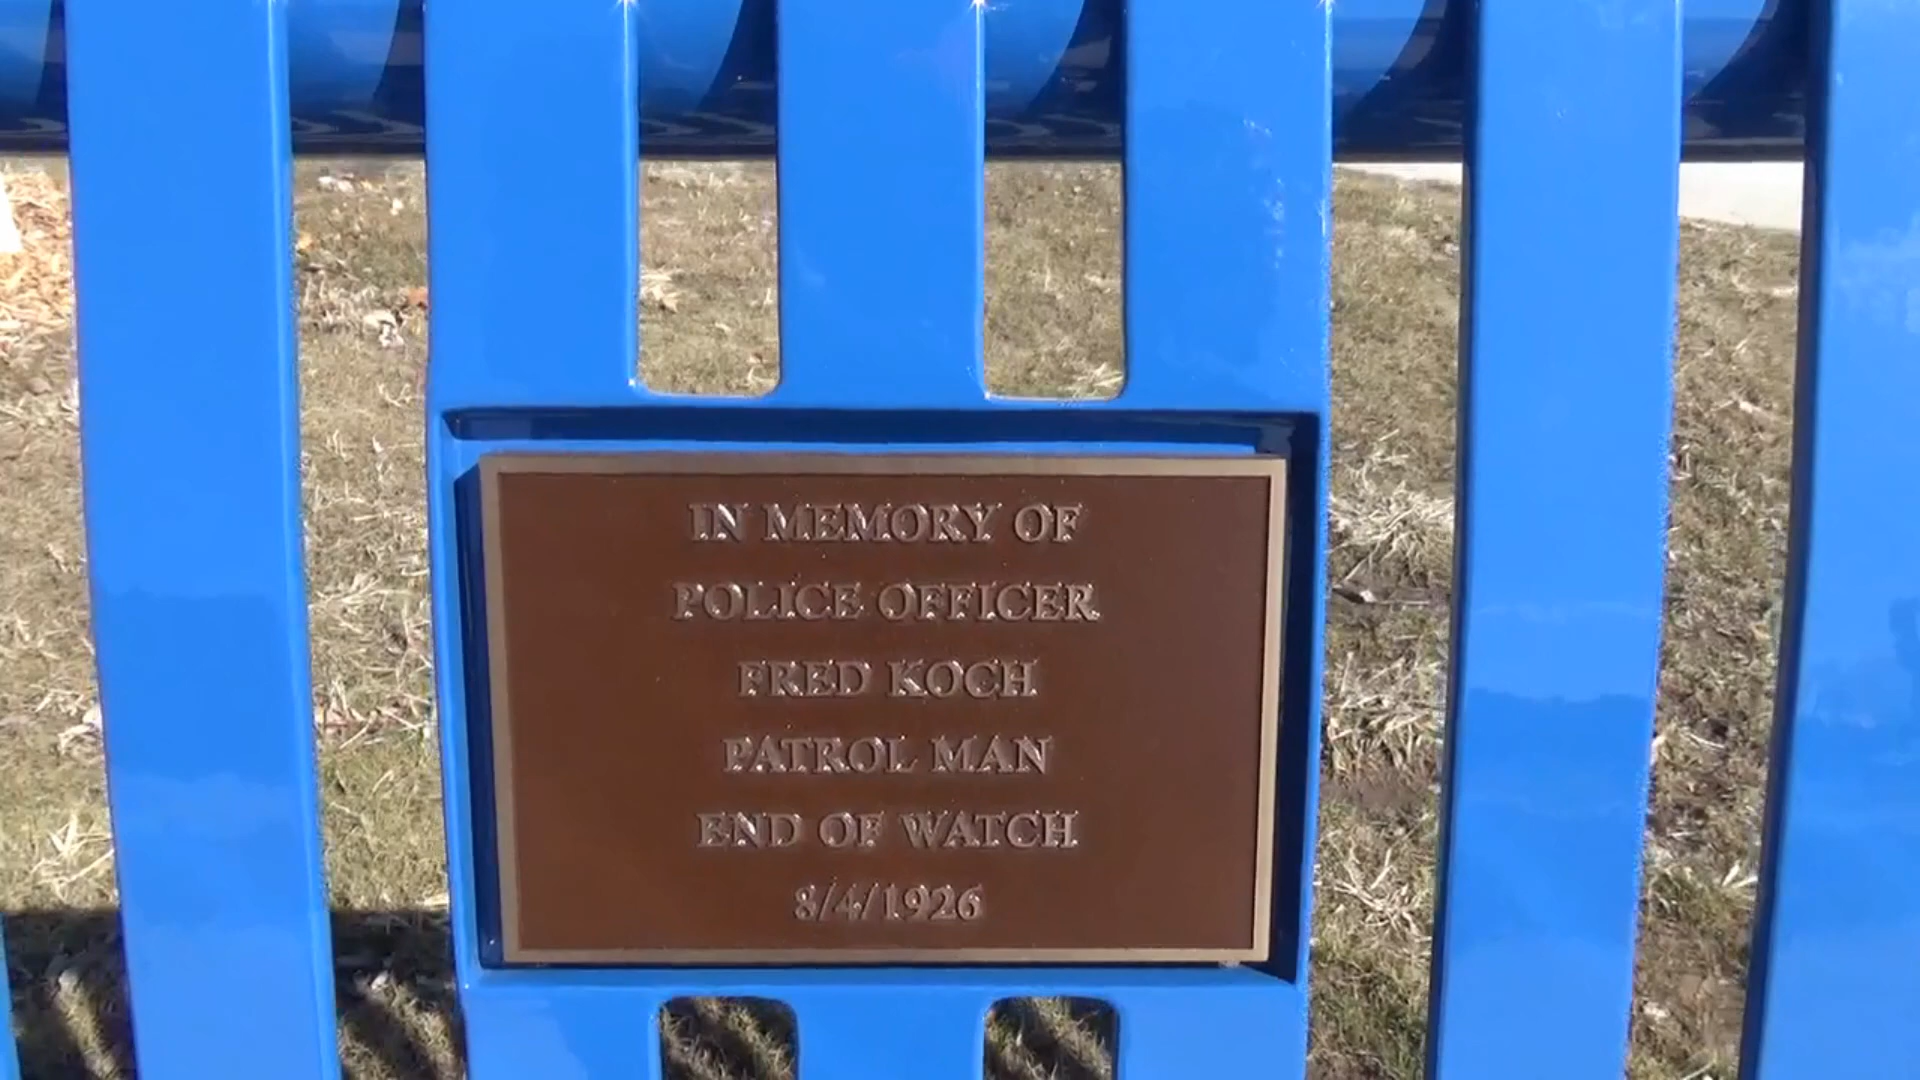 IN MEMORY OF
POLICE OFFICER
FRED KOCH
PATROL MAN
END OF WATCH
8/4/1926